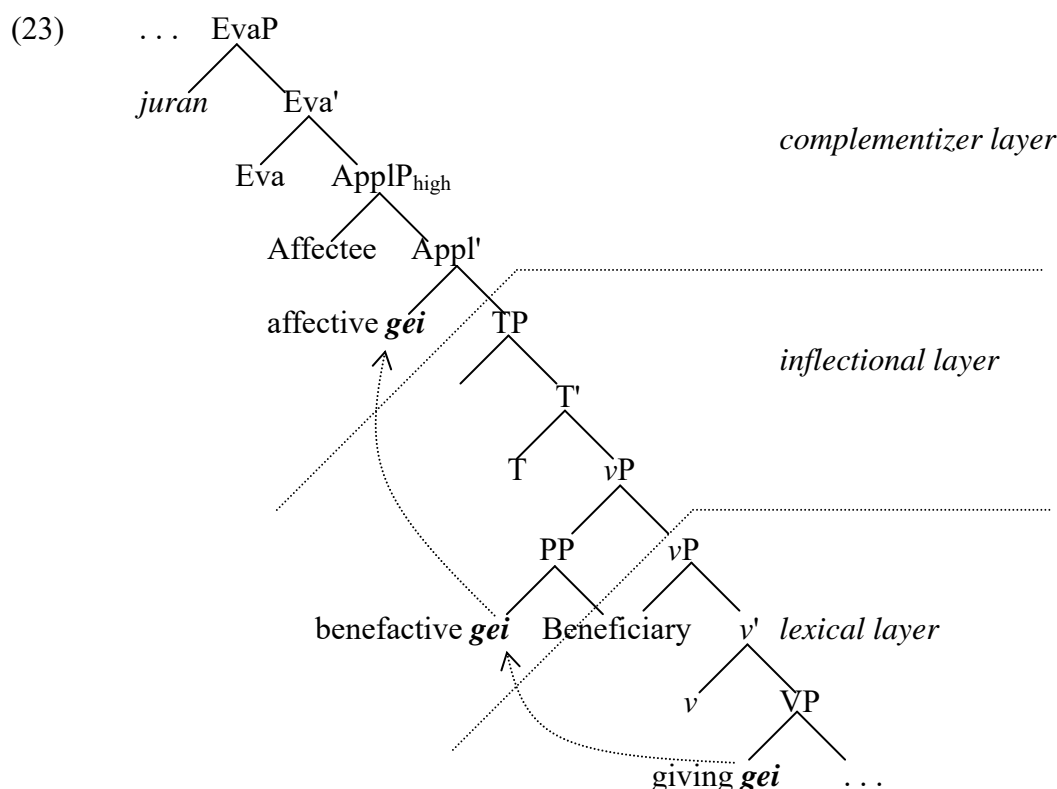 (23) . . . EvaP
juran Eva'
complementizer layer
Eva ApplPhigh
Affectee Appl'
affective gei TP
inflectional layer
T'
T vP
PP vP
benefactive gei Beneficiary v' lexical layer
v VP
giving gei . . .